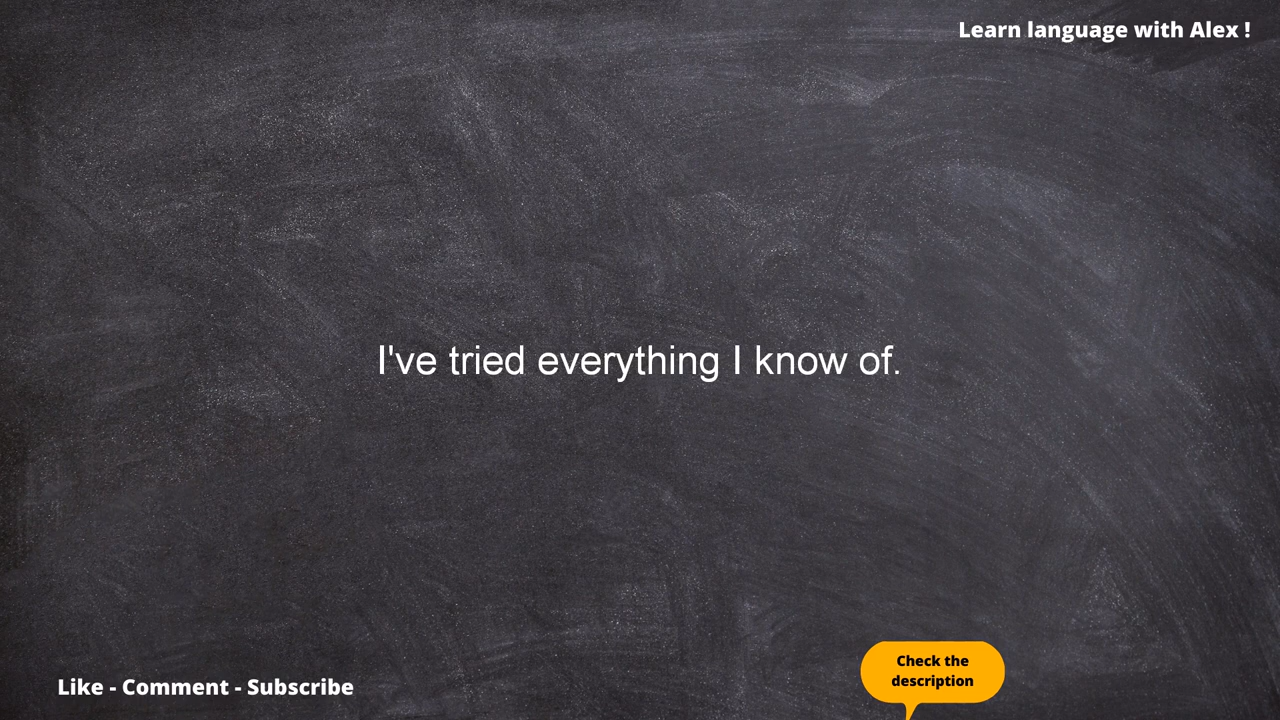 Learn language with Alex !
I've tried everything I know of.
Like - Comment - Subscribe
Check the
description